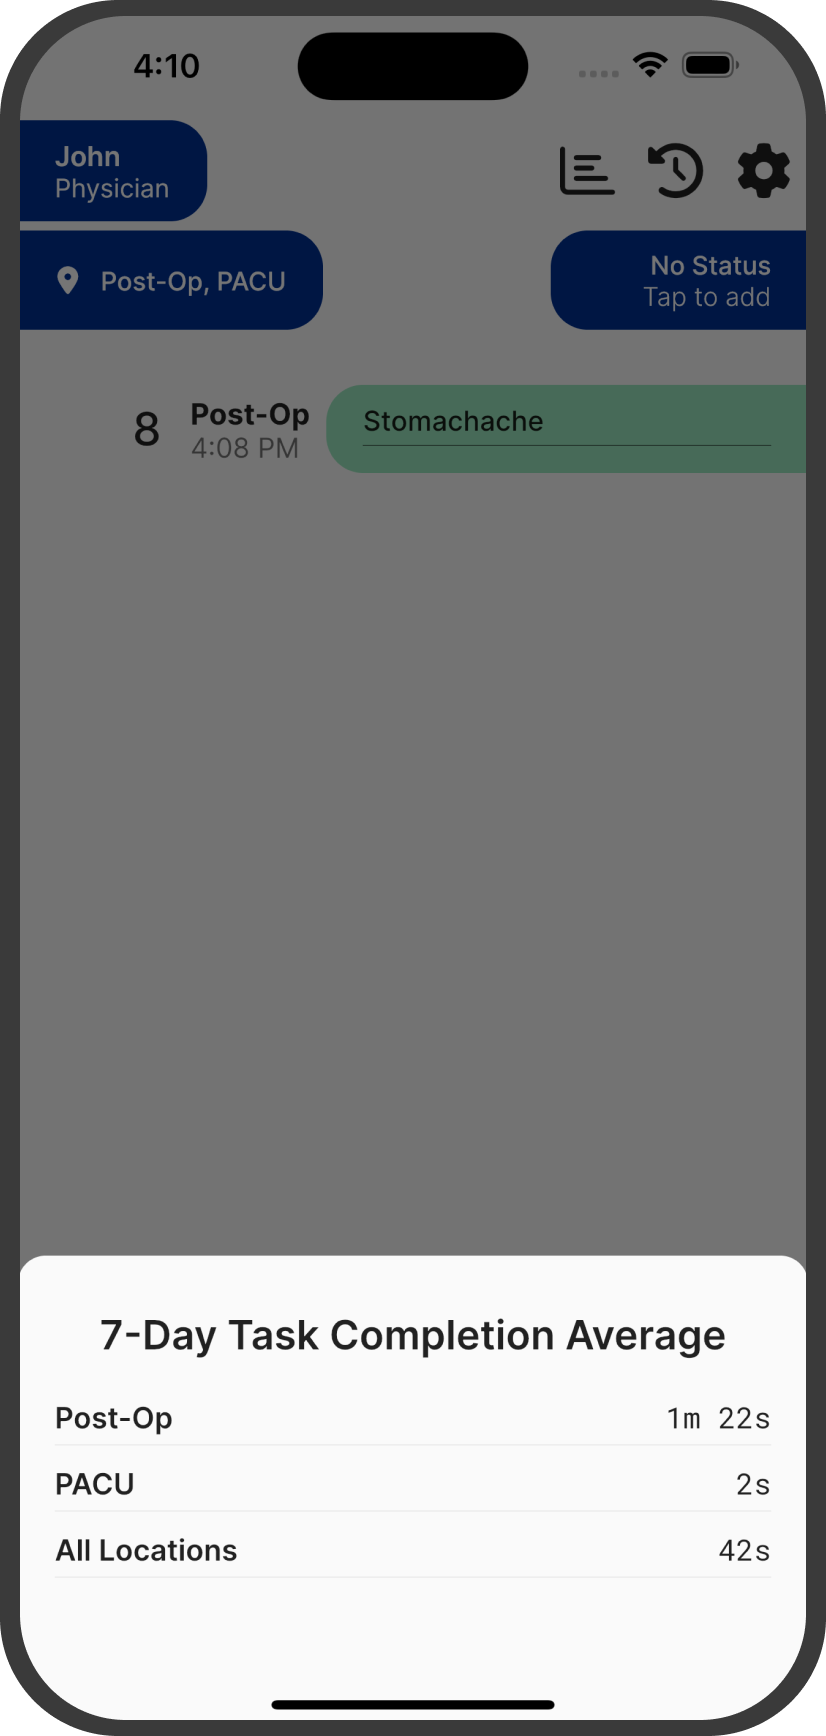 4:10
John
Physician
Post-Op, PACU
No Status
Tap to add
8
Post-Op
4:08 PM
Stomachache
7-Day Task Completion Average
Post-Op 1m 22s
PACU 2s
All Locations 42s